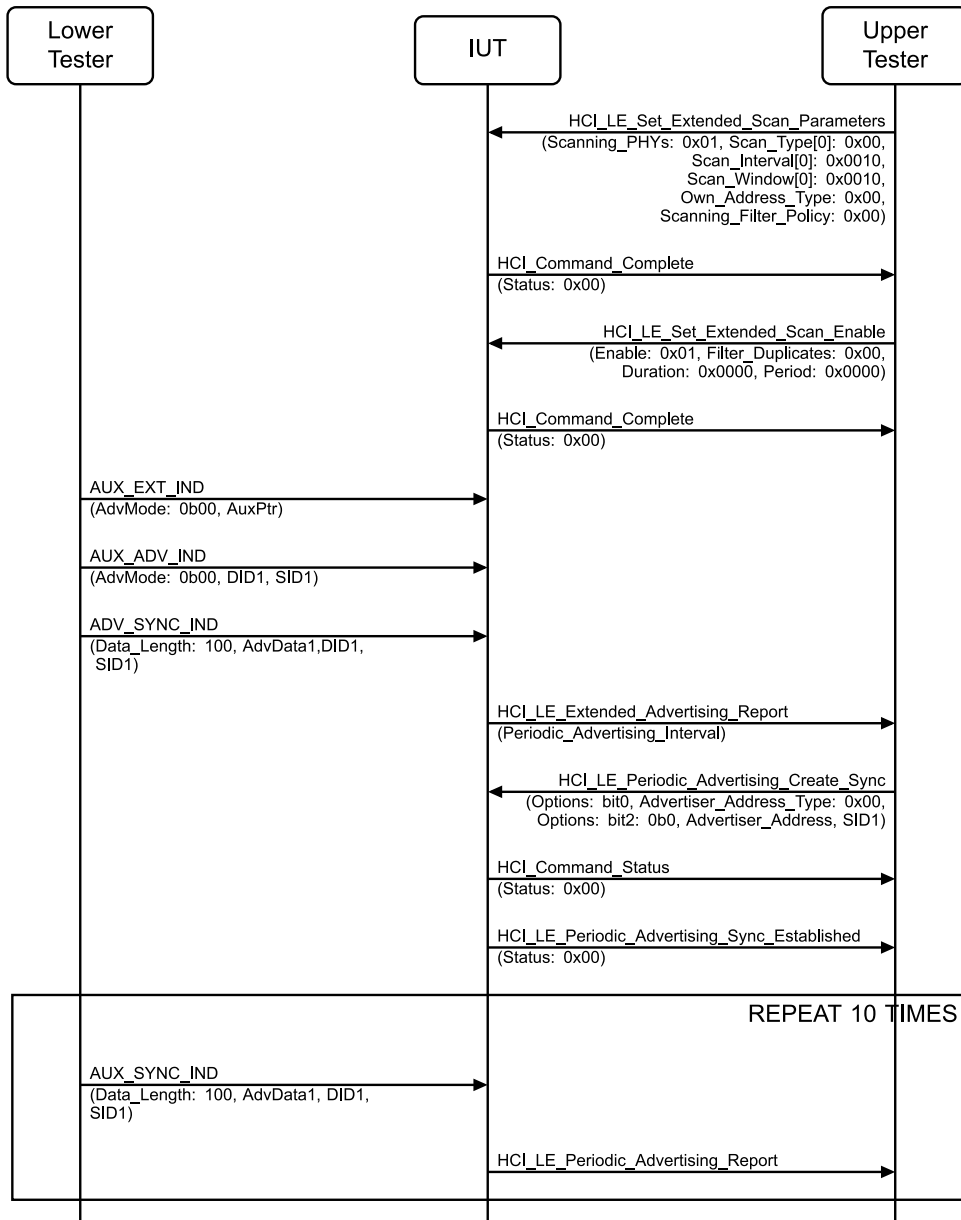 Lower
Tester
IUT
Upper
Tester
HCI_LE_Set_Extended_Scan_Parameters
(Scanning_PHYs: 0x01, Scan_Type[0]: 0x00,
Scan_Interval[0]: 0x0010,
Scan_Window[0]: 0x0010,
Own_Address_Type: 0x00,
Scanning_Filter_Policy: 0x00)
HCI_Command_Complete
(Status: 0x00)
HCI_LE_Set_Extended_Scan_Enable
(Enable: 0x01, Filter_Duplicates: 0x00,
Duration: 0x0000, Period: 0x0000)
HCI_Command_Complete
(Status: 0x00)
AUX_EXT_IND
(AdvMode: 0b00, AuxPtr)
AUX_ADV_IND
(AdvMode: 0b00, DID1, SID1)
ADV_SYNC_IND
(Data_Length: 100, AdvData1,DID1,
SID1)
HCI_LE_Extended_Advertising_Report
(Periodic_Advertising_Interval)
HCI_LE_Periodic_Advertising_Create_Sync
(Options: bit0, Advertiser_Address_Type: 0x00,
Options: bit2: 0b0, Advertiser_Address, SID1)
HCI_Command_Status
(Status: 0x00)
HCI_LE_Periodic_Advertising_Sync_Established
(Status: 0x00)
REPEAT 10 TIMES
AUX_SYNC_IND
(Data_Length: 100, AdvData1, DID1,
SID1)
HCI_LE_Periodic_Advertising_Report